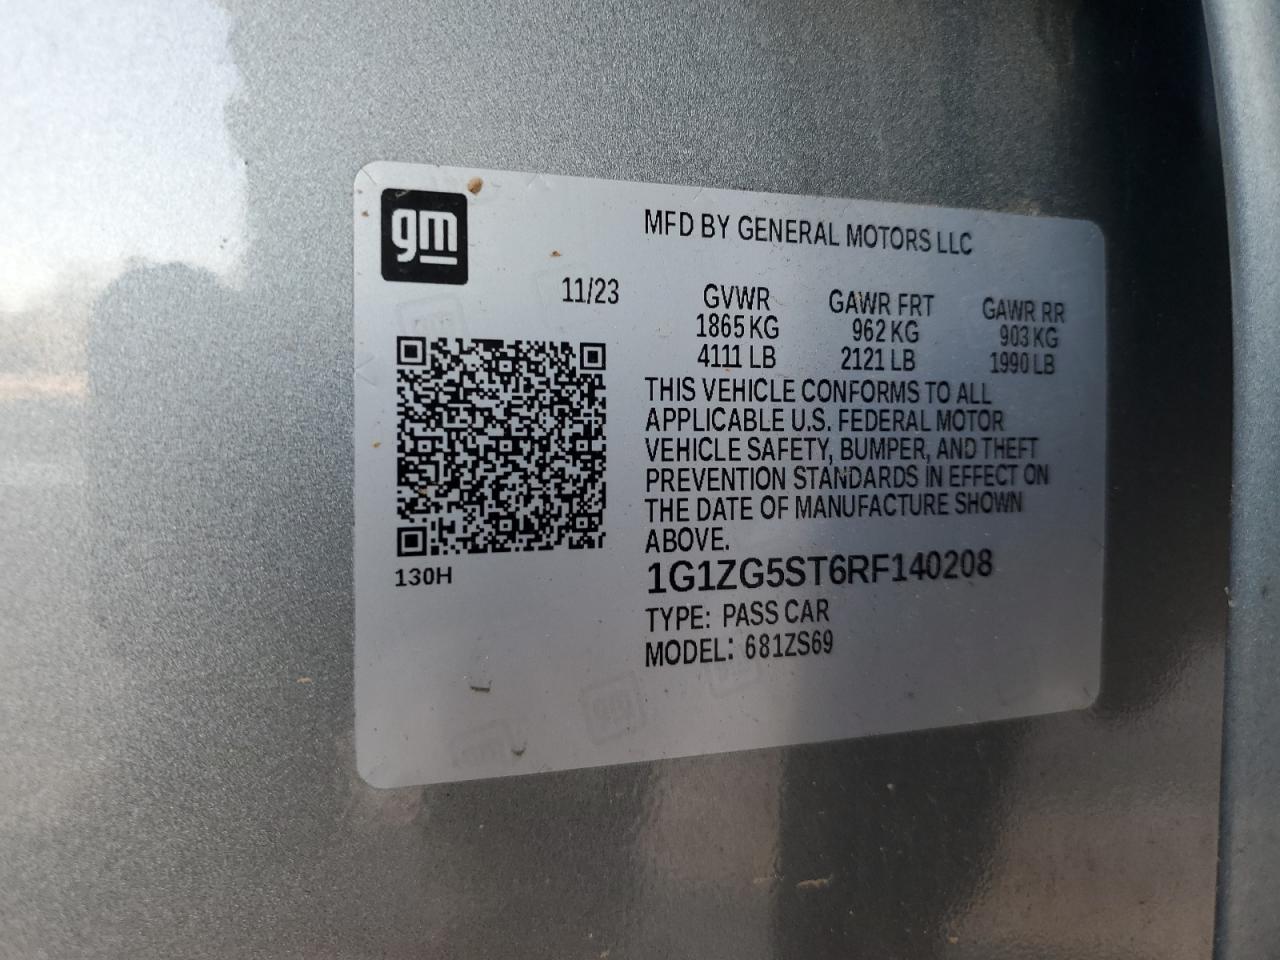 gm
MFD BY GENERAL MOTORS LLC
11/23
GVWR GAWR FRT GAWR RR
1865 KG 962 KG 903 KG
4111 LB 2121 LB 1990 LB
THIS VEHICLE CONFORMS TO ALL
APPLICABLE U.S. FEDERAL MOTOR
VEHICLE SAFETY, BUMPER, AND THEFT
PREVENTION STANDARDS IN EFFECT ON
THE DATE OF MANUFACTURE SHOWN
ABOVE.
130H
1G1ZG5ST6RF140208
TYPE: PASS CAR
MODEL: 681ZS69